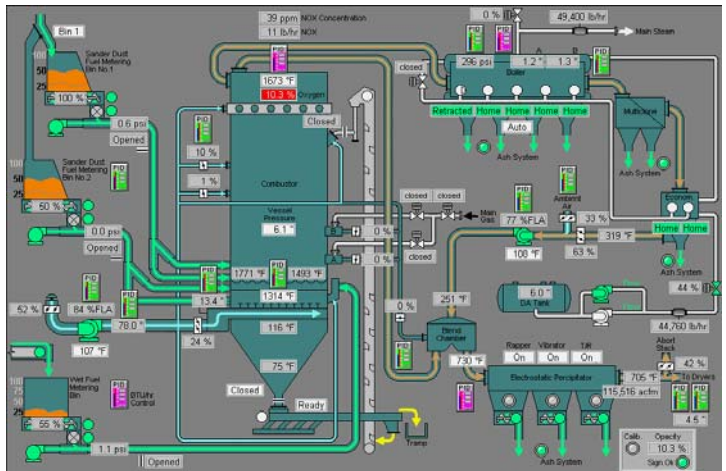 39 ppm NOX Concentration
11 lb/hr NOX
0 %
49,400 lb/hr
Main Steam
Bin 1
Sander Dust
Fuel Metering
Bin No.1
100
50
25
100 %
PID
1673 °F
10.3 % Oxygen
Closed
closed
296 psi
A
B
1.2 "
1.3 "
Boiler
Retracted Home Home Home Home
Auto
Ash System
Multiclone
Ash System
0.6 psi
Opened
10 %
1 %
Combustor
Sander Dust
Fuel Metering
Bin No.2
100
50
25
50 %
0.0 psi
Opened
Vessel
Pressure
6.1 "
closed
closed
Main
Gas
closed
B
0 %
A
0 %
Ambient
Air
77 %FLA
33 %
108 °F
63 %
319 °F
Econom
Home Home
Ash System
1771 °F
1493 °F
1314 °F
13.4 "
52 %
84 %FLA
78.0 "
107 °F
24 %
116 °F
75 °F
0 %
251 °F
Blend
Chamber
730 °F
6.0 "
DA Tank
44 %
44,760 lb/hr
Rapper
Vibrator
T/R
On
On
On
Electrostatic Percipitator
Abort
Stack
42 %
705 °F
To Dryers
115,516 acfm
4.5 "
Wet Fuel
Metering
Bin
100
50
25
55 %
PID
BTU/hr
Control
Closed
Ready
Tramp
1.1 psi
Opened
Ash System
Calib.
Opacity
10.3 %
Sign Ok